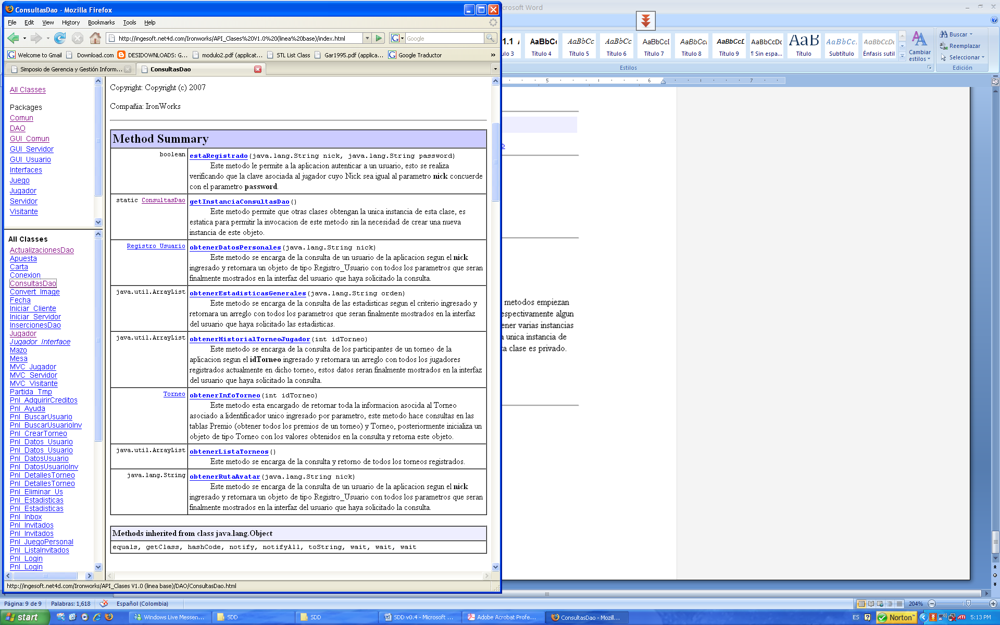 ConsultasDao - Mozilla Firefox
File Edit View History Bookmarks Tools Help
http://ingesoft.net4d.com/Ironworks/API_Clases%20V1.0%20(linea%20base)/index.html
Google
Welcome to Gmail Download.com DESIDOWNLOADS: G... modulo2.pdf (applicat... STL List Class Gar1995.pdf (applica... Google Traductor »
Simposio de Gerencia y Gestión Inform... ConsultasDao
All Classes
Packages
Comun
DAO
GUI_Comun
GUI_Servidor
GUI_Usuario
Interfaces
Juego
Jugador
Servidor
Visitante
All Classes
ActualizacionesDao
Apuesta
Carta
Conexion
ConsultasDao
Convert_Image
Fecha
Iniciar_Cliente
Iniciar_Servidor
InsercionesDao
Jugador
Jugador_Interface
Mazo
Mesa
MVC_Jugador
MVC_Servidor
MVC_Visitante
Partida_Tmp
Pnl_AdquirirCreditos
Pnl_Ayuda
Pnl_BuscarUsuario
Pnl_BuscarUsuarioInv
Pnl_CrearTorneo
Pnl_Datos_Usuario
Pnl_Datos_Usuario
Pnl_DatosUsuario
Pnl_DatosUsuarioInv
Pnl_DetallesTorneo
Pnl_DetallesTorneo
Pnl_Eliminar_Us
Pnl_Estadisticas
Pnl_Estadisticas
Pnl_Inbox
Pnl_Invitados
Pnl_Invitados
Pnl_JuegoPersonal
Pnl_ListaInvitados
Pnl_Login
Pnl_Login
Copyright: Copyright (c) 2007
Compañia: IronWorks
Method Summary
boolean estaRegistrado(java.lang.String nick, java.lang.String password)
Este metodo le permite a la aplicacion autenticar a un usuario, esto se realiza
verificando que la clave asociada al jugador cuyo Nick sea igual al parametro nick concuerde
con el parametro password.
static ConsultasDao getInstanciaConsultasDao()
Este metodo permite que otras clases obtengan la unica instancia de esta clase, es
estatica para permitir la invocacion de este metodo sin la necesidad de crear una nueva
instancia de este objeto.
Registro_Usuario obtenerDatosPersonales(java.lang.String nick)
Este metodo se encarga de la consulta de un usuario de la aplicacion segun el nick
ingresado y retornara un objeto de tipo Registro_Usuario con todos los parametros que seran
finalmente mostrados en la interfaz del usuario que haya solicitado la consulta.
java.util.ArrayList obtenerEstadisticasGenerales(java.lang.String orden)
Este metodo se encarga de la consulta de las estadisticas segun el criterio ingresado y
retornara un arreglo con todos los parametros que seran finalmente mostrados en la interfaz
del usuario que haya solicitado las estadisticas.
java.util.ArrayList obtenerHistorialTorneoJugador(int idTorneo)
Este metodo se encarga de la consulta de los participantes de un torneo de la
aplicacion segun el idTorneo ingresado y retornara un arreglo con todos los jugadores
registrados actualmente en dicho torneo, estos datos seran finalmente mostrados en la interfaz
del usuario que haya solicitado la consulta.
Torneo obtenerInfoTorneo(int idTorneo)
Este metodo esta encargado de retornar toda la informacion asocida al Torneo
asociado a lidentificador unico ingresado por parametro, este metodo hace consultas en las
tablas Premio (obtener todos los premios de un torneo) y Torneo, posteriormente inicializa un
objeto de tipo Torneo con los valores obtenidos en la consulta y retorna este objeto.
java.util.ArrayList obtenerListaTorneos()
Este metodo se encarga de la consulta y retorno de todos los torneos registrados.
java.lang.String obtenerRutaAvatar(java.lang.String nick)
Este metodo se encarga de la consulta de un usuario de la aplicacion segun el nick
ingresado y retornara un objeto de tipo Registro_Usuario con todos los parametros que seran
finalmente mostrados en la interfaz del usuario que haya solicitado la consulta.
Methods inherited from class java.lang.Object
equals, getClass, hashCode, notify, notifyAll, toString, wait, wait, wait
http://ingesoft.net4d.com/Ironworks/API_Clases V1.0 (linea base)/DAO/ConsultasDao.html
crosoft Word
1.1 A AaBbC AaBbCc AaBbCc AaBbCcI AaBbCcI AaBbCcD AaBbCcDc AaB AaBbCc. AaBbCcDc
ulo 3 Título 4 Título 5 Título 6 Título 7 Título 8 Título 9 ¶ Sin espa... Título Subtítulo Énfasis sutil
Cambiar
estilos
Buscar
Reemplazar
Seleccionar
Estilos Edición
5 6 7
o
metodos empiezan
espectivamente algun
ener varias instancias
a unica instancia de
ta clase es privado.
Página: 9 de 9 Palabras: 1,618 Español (Colombia) 204%
start Windows Live Messen... SDD SDD SDD v0.4 - Microsoft ... Adobe Acrobat Profe... ConsultasDao - Mozill... ES Norton ATI 5:13 PM